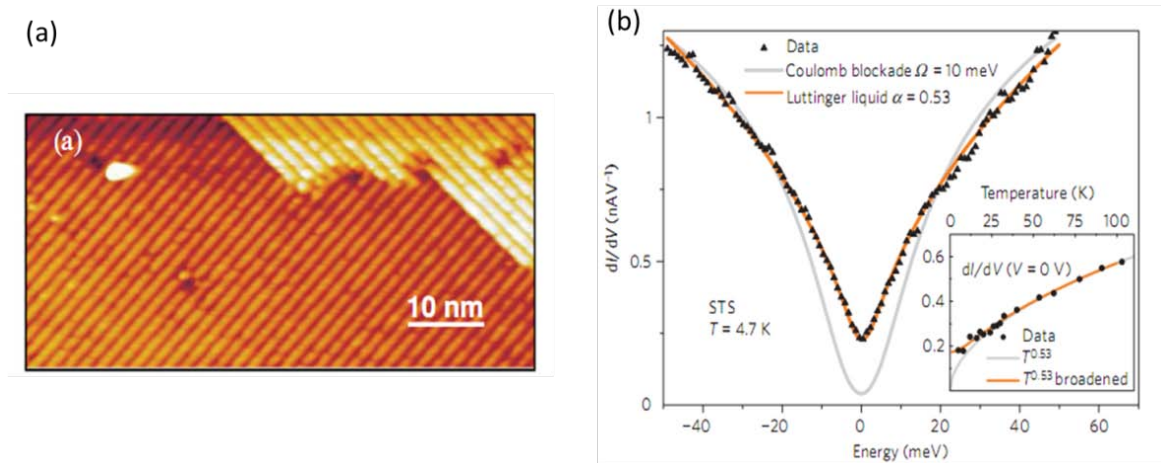 (a)
(a)
10 nm
(b)
Data
Coulomb blockade Ω = 10 meV
Luttinger liquid α = 0.53
1
0.5
0
dI/dV (nAV⁻¹)
STS
T = 4.7 K
−40 −20 0 20 40 60
Energy (meV)
Temperature (K)
0 25 50 75 100
0.6
0.4
0.2
dI/dV (V = 0 V)
Data
T^0.53
T^0.53 broadened